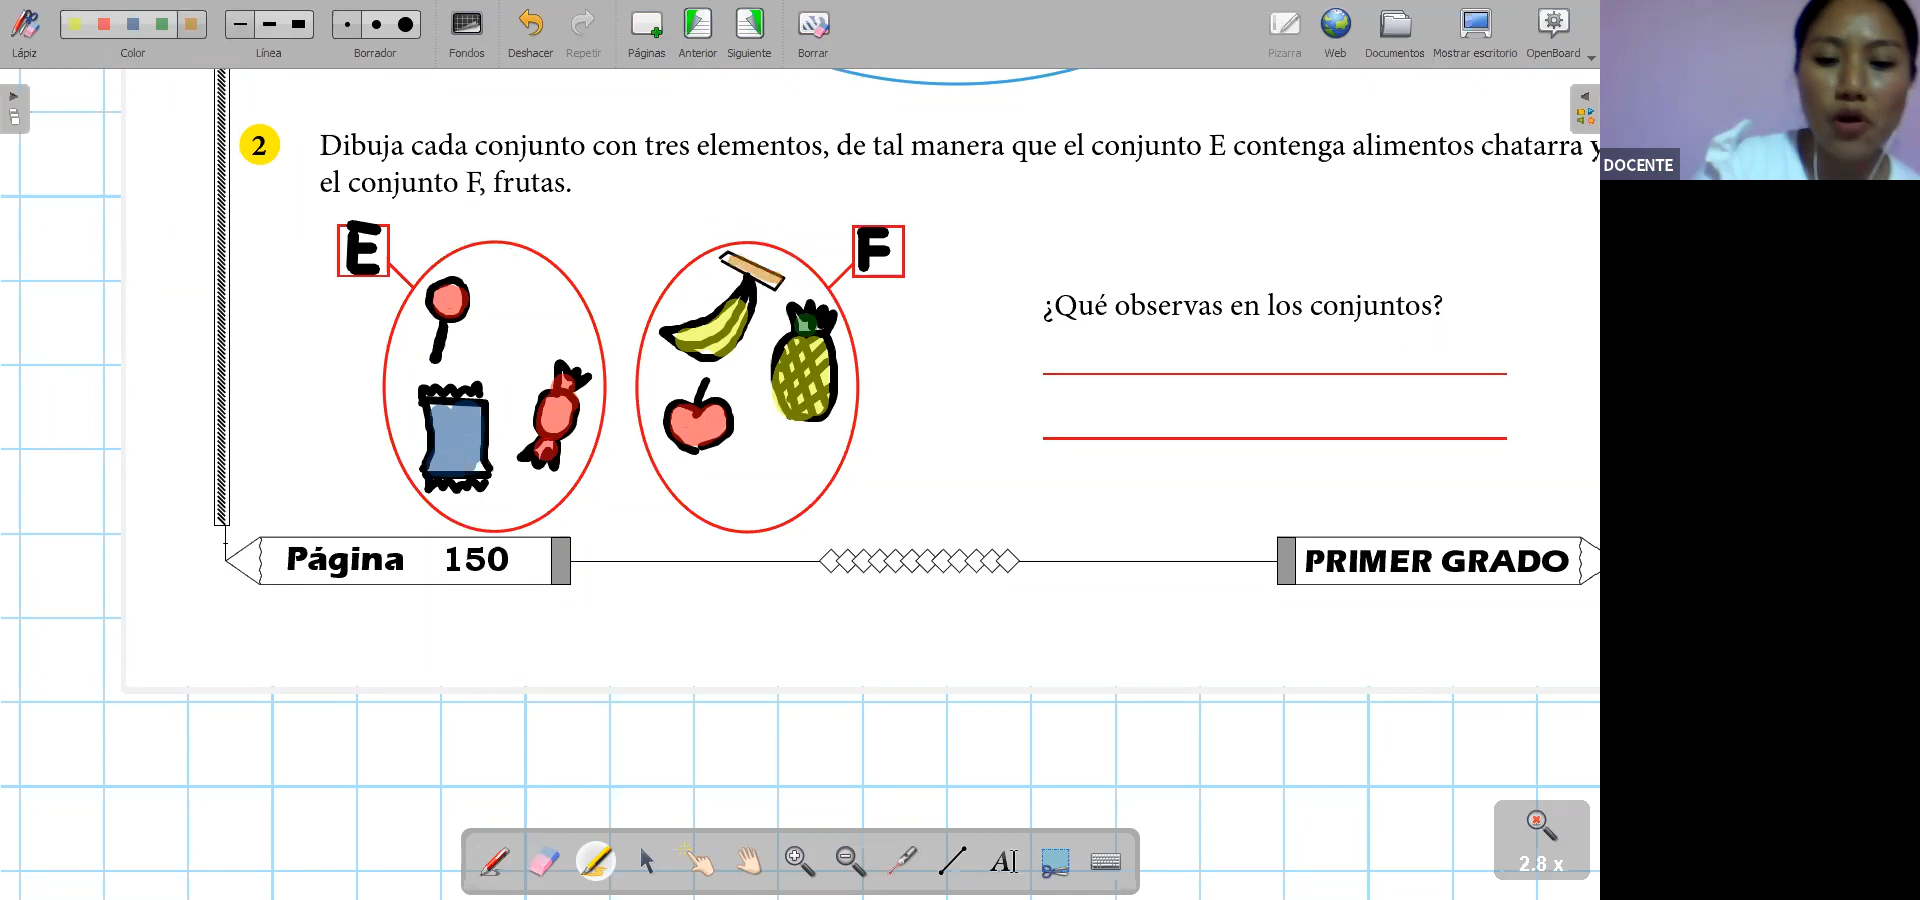 Lápiz Color Línea Borrador Fondos Deshacer Repetir Páginas Anterior Siguiente Borrar Pizarra Web Documentos Mostrar escritorio OpenBoard
DOCENTE
2 Dibuja cada conjunto con tres elementos, de tal manera que el conjunto E contenga alimentos chatarra y
el conjunto F, frutas.
E F
¿Qué observas en los conjuntos?
Página 150 PRIMER GRADO
AI
2.8 x